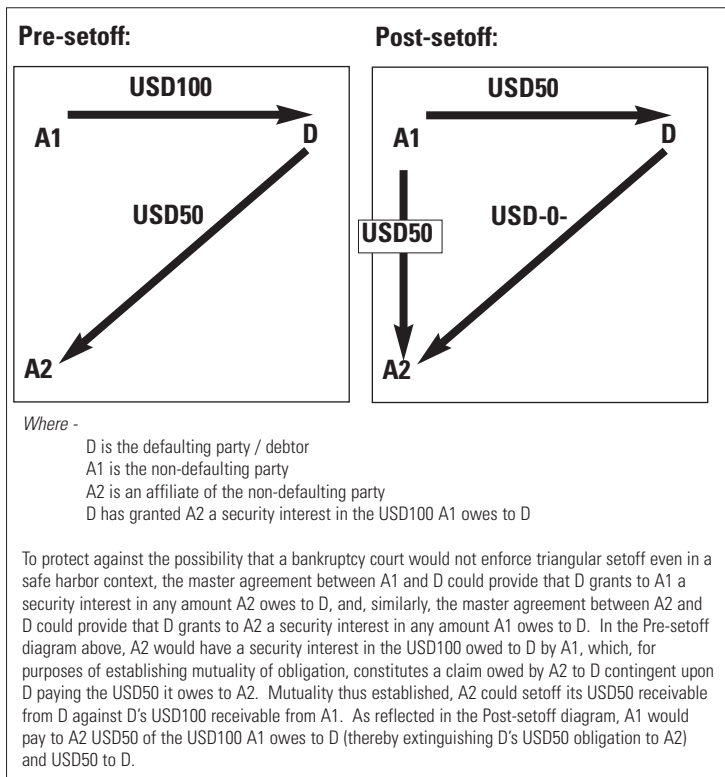 Pre-setoff:
Post-setoff:
USD100
A1
D
USD50
A2
USD50
A1
D
USD50
USD-0-
A2
Where -
D is the defaulting party / debtor
A1 is the non-defaulting party
A2 is an affiliate of the non-defaulting party
D has granted A2 a security interest in the USD100 A1 owes to D
To protect against the possibility that a bankruptcy court would not enforce triangular setoff even in a
safe harbor context, the master agreement between A1 and D could provide that D grants to A1 a
security interest in any amount A2 owes to D, and, similarly, the master agreement between A2 and
D could provide that D grants to A2 a security interest in any amount A1 owes to D. In the Pre-setoff
diagram above, A2 would have a security interest in the USD100 owed to D by A1, which, for
purposes of establishing mutuality of obligation, constitutes a claim owed by A2 to D contingent upon
D paying the USD50 it owes to A2. Mutuality thus established, A2 could setoff its USD50 receivable
from D against D's USD100 receivable from A1. As reflected in the Post-setoff diagram, A1 would
pay to A2 USD50 of the USD100 A1 owes to D (thereby extinguishing D's USD50 obligation to A2)
and USD50 to D.